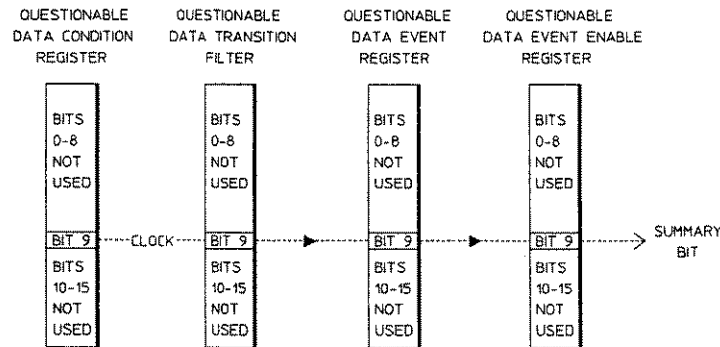 QUESTIONABLE
DATA CONDITION
REGISTER
QUESTIONABLE
DATA TRANSITION
FILTER
QUESTIONABLE
DATA EVENT
REGISTER
QUESTIONABLE
DATA EVENT ENABLE
REGISTER
BITS
0-8
NOT
USED
BITS
0-8
NOT
USED
BITS
0-8
NOT
USED
BITS
0-8
NOT
USED
BIT 9
CLOCK
BIT 9
BIT 9
BIT 9
SUMMARY
BIT
BITS
10-15
NOT
USED
BITS
10-15
NOT
USED
BITS
10-15
NOT
USED
BITS
10-15
NOT
USED